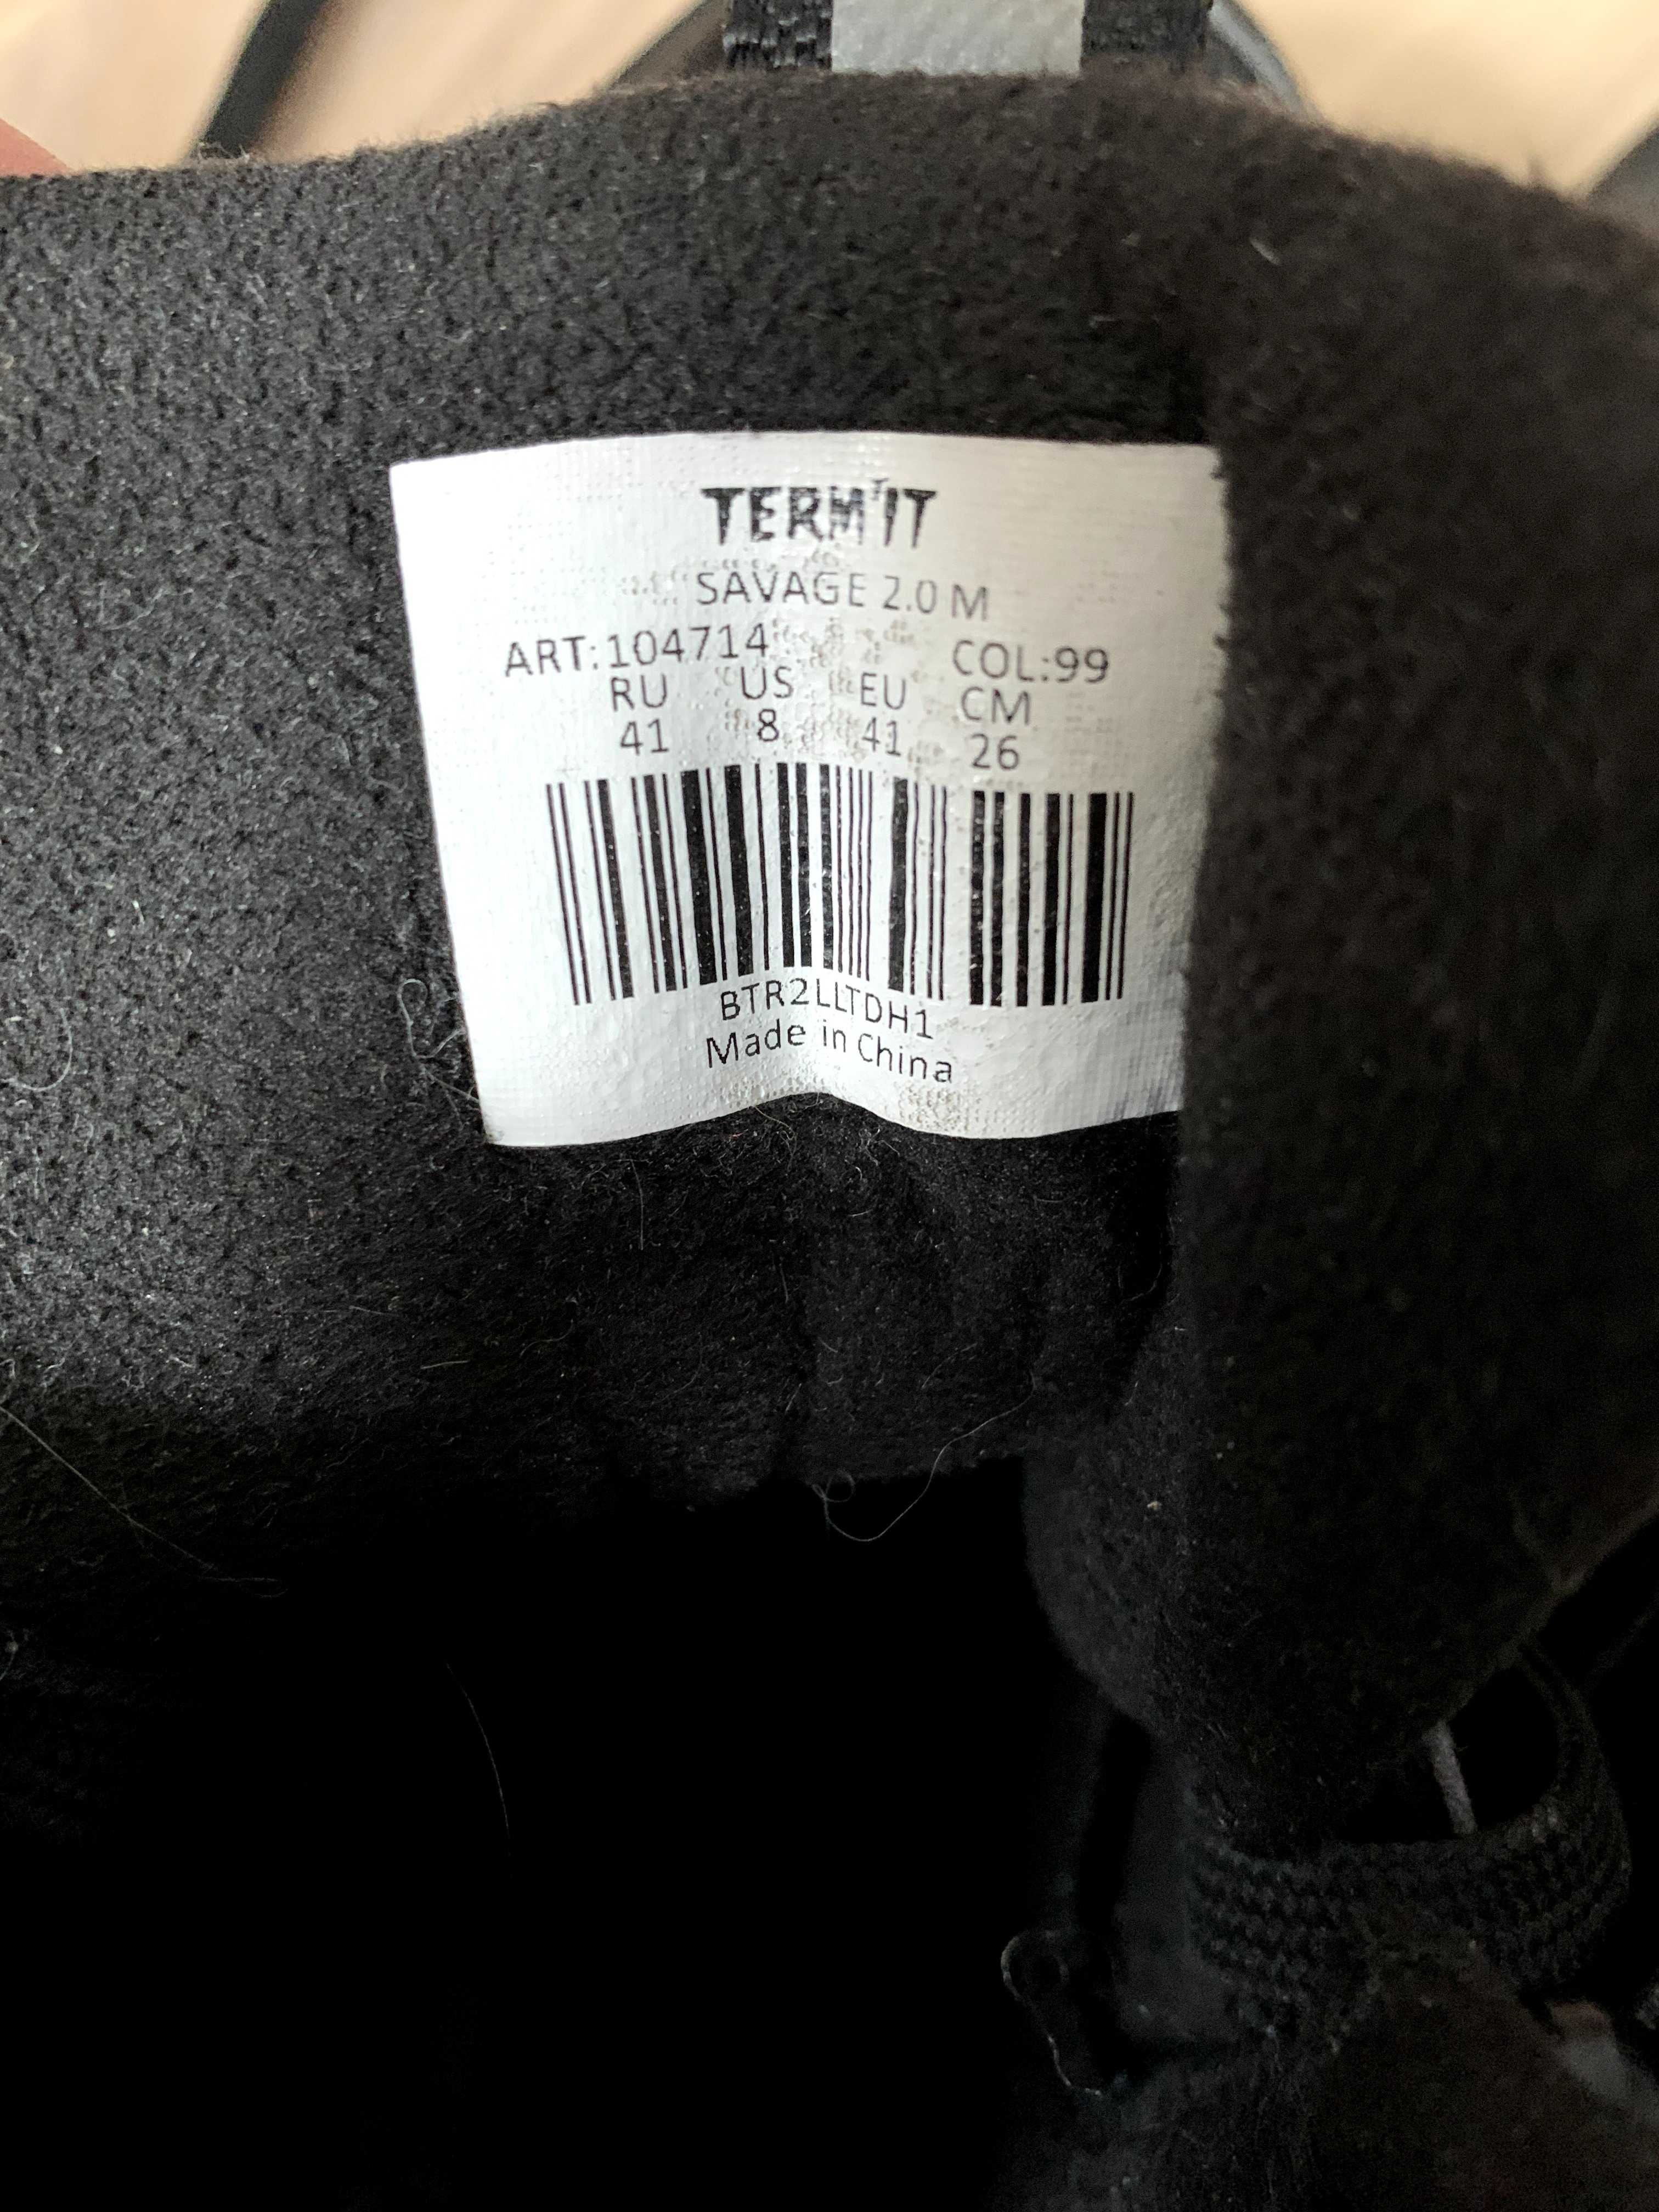 TERM'IT
SAVAGE 2.0 M
ART:104714 COL:99
RU US EU CM
41 8 41 26
BTR2LLTDH1
Made in China